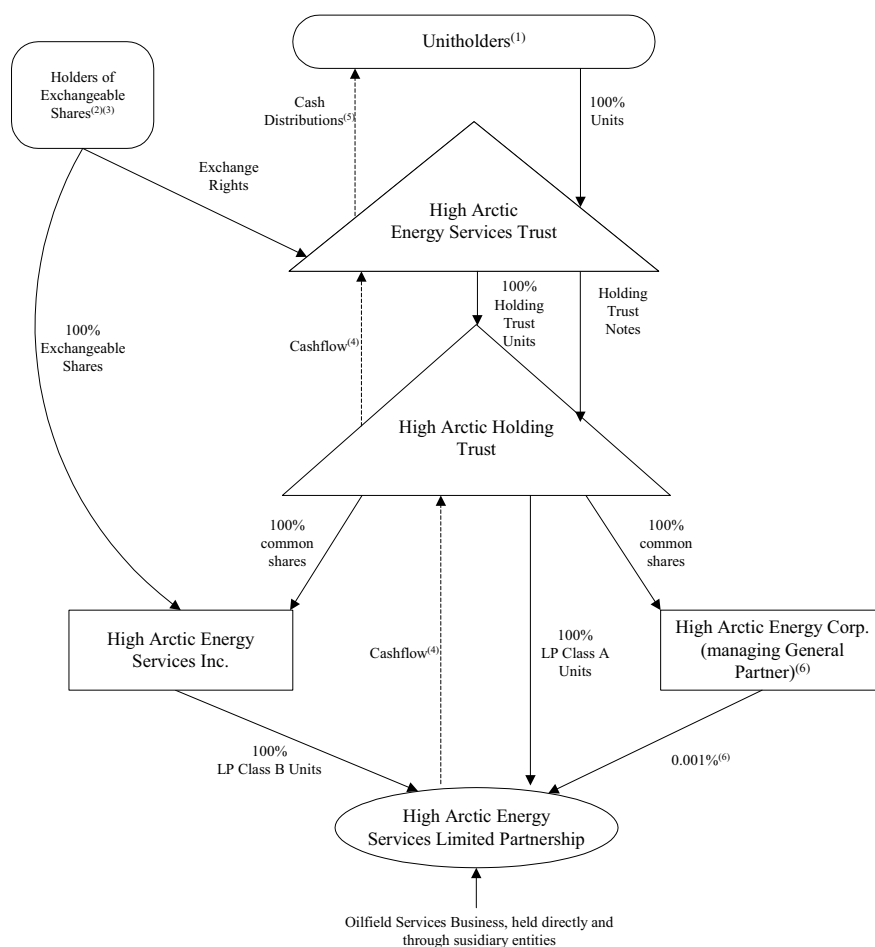 Unitholders(1)
Holders of
Exchangeable
Shares(2)(3)
Cash
Distributions(5)
100%
Units
Exchange
Rights
High Arctic
Energy Services Trust
100%
Holding
Trust
Units
Holding
Trust
Notes
100%
Exchangeable
Shares
Cashflow(4)
High Arctic Holding
Trust
100%
common
shares
100%
common
shares
High Arctic Energy
Services Inc.
Cashflow(4)
100%
LP Class A
Units
High Arctic Energy Corp.
(managing General
Partner)(6)
100%
LP Class B Units
0.001%(6)
High Arctic Energy
Services Limited Partnership
Oilfield Services Business, held directly and
through susidiary entities